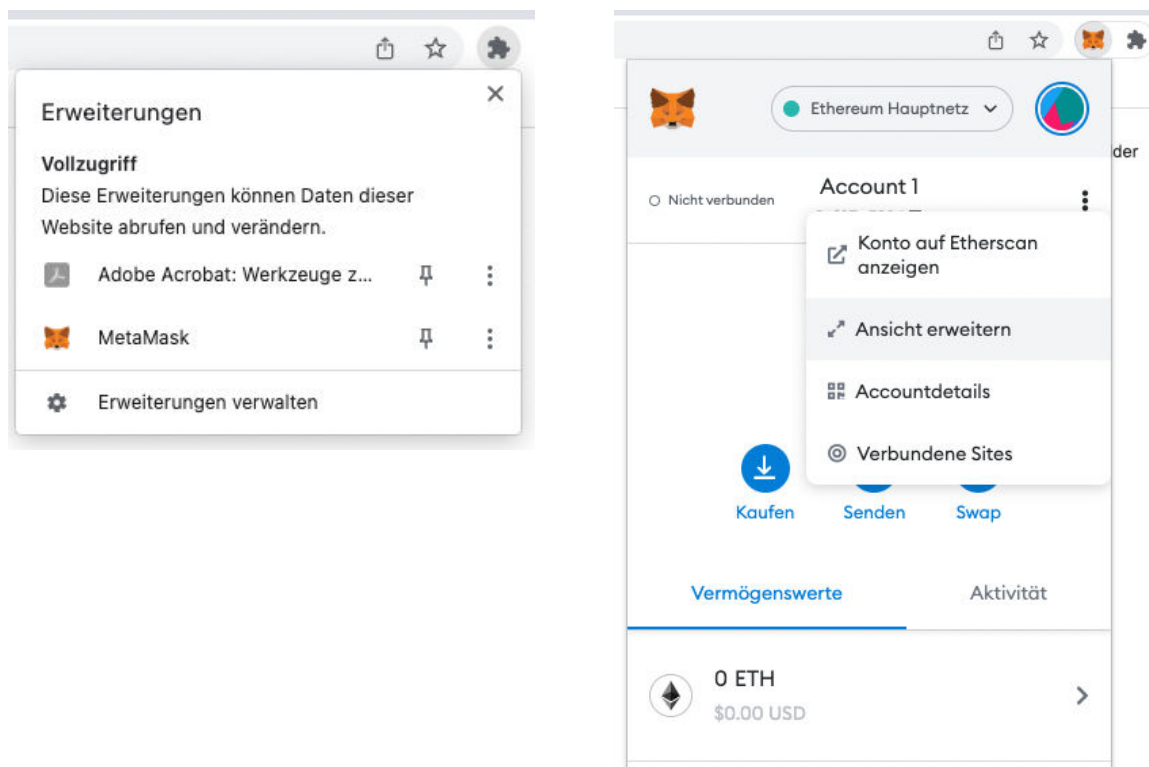 Erweiterungen
Vollzugriff
Diese Erweiterungen können Daten dieser
Website abrufen und verändern.
Adobe Acrobat: Werkzeuge z...
MetaMask
Erweiterungen verwalten
Ethereum Hauptnetz
der
Nicht verbunden
Account 1
Konto auf Etherscan
anzeigen
Ansicht erweitern
Accountdetails
Verbundene Sites
Kaufen
Senden
Swap
Vermögenswerte
Aktivität
0 ETH
$0.00 USD